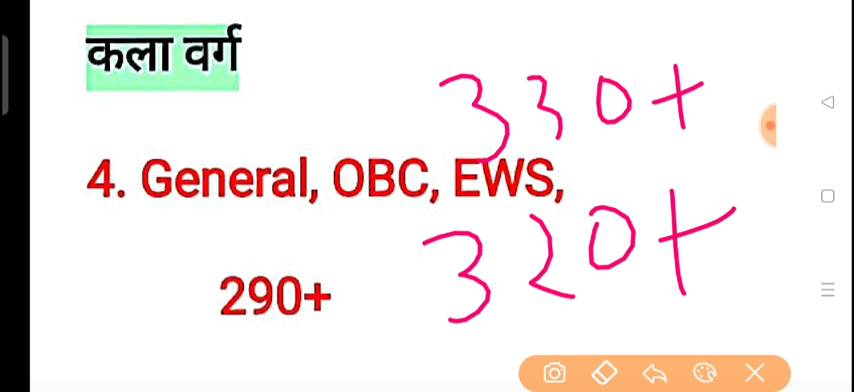 कला वर्ग
330+
4. General, OBC, EWS,
320+
290+